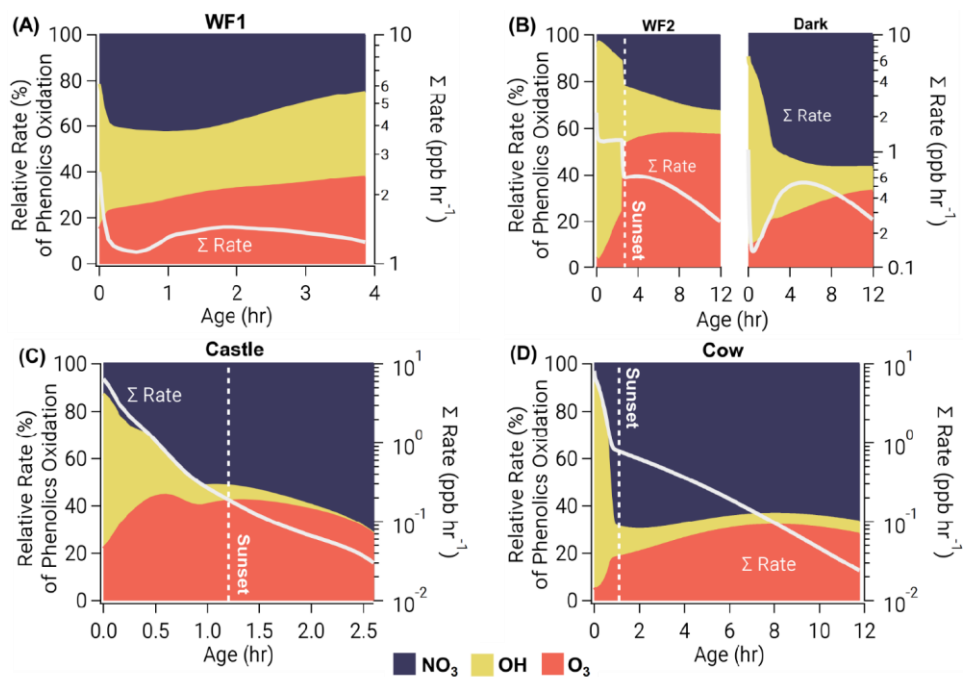 (A) WF1
Relative Rate (%)
of Phenolics Oxidation
100
80
60
40
20
0
Σ Rate
10
6
5
4
3
2
1
Σ Rate
(ppb hr⁻¹)
0 1 2 3 4
Age (hr)
(B) WF2 Dark
Relative Rate (%)
of Phenolics Oxidation
100
80
60
40
20
0
Σ Rate
Sunset
Σ Rate
10
6
4
2
1
6
4
2
0.1
Σ Rate
(ppb hr⁻¹)
0 4 8 12 0 4 8 12
Age (hr) Age (hr)
(C) Castle
Relative Rate (%)
of Phenolics Oxidation
100
80
60
40
20
0
Σ Rate
Sunset
10¹
10⁰
10⁻¹
10⁻²
Σ Rate
(ppb hr⁻¹)
0.0 0.5 1.0 1.5 2.0 2.5
Age (hr)
(D) Cow
Relative Rate (%)
of Phenolics Oxidation
100
80
60
40
20
0
Sunset
Σ Rate
10¹
10⁰
10⁻¹
10⁻²
Σ Rate
(ppb hr⁻¹)
0 2 4 6 8 10 12
Age (hr)
NO₃ OH O₃